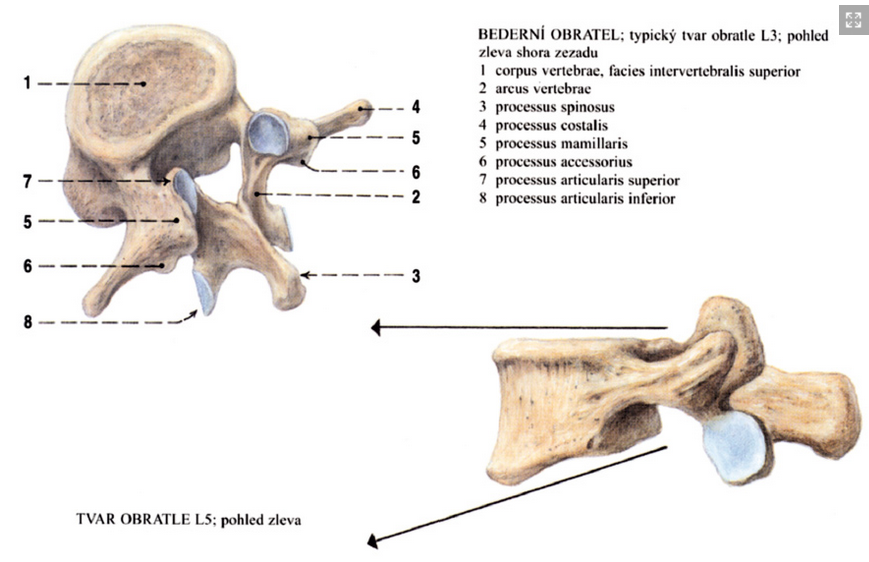 BEDERNÍ OBRATEL; typický tvar obratle L3; pohled
zleva shora zezadu
1 corpus vertebrae, facies intervertebralis superior
2 arcus vertebrae
3 processus spinosus
4 processus costalis
5 processus mamillaris
6 processus accessorius
7 processus articularis superior
8 processus articularis inferior
1
4
5
6
7
2
5
6
3
8
TVAR OBRATLE L5; pohled zleva